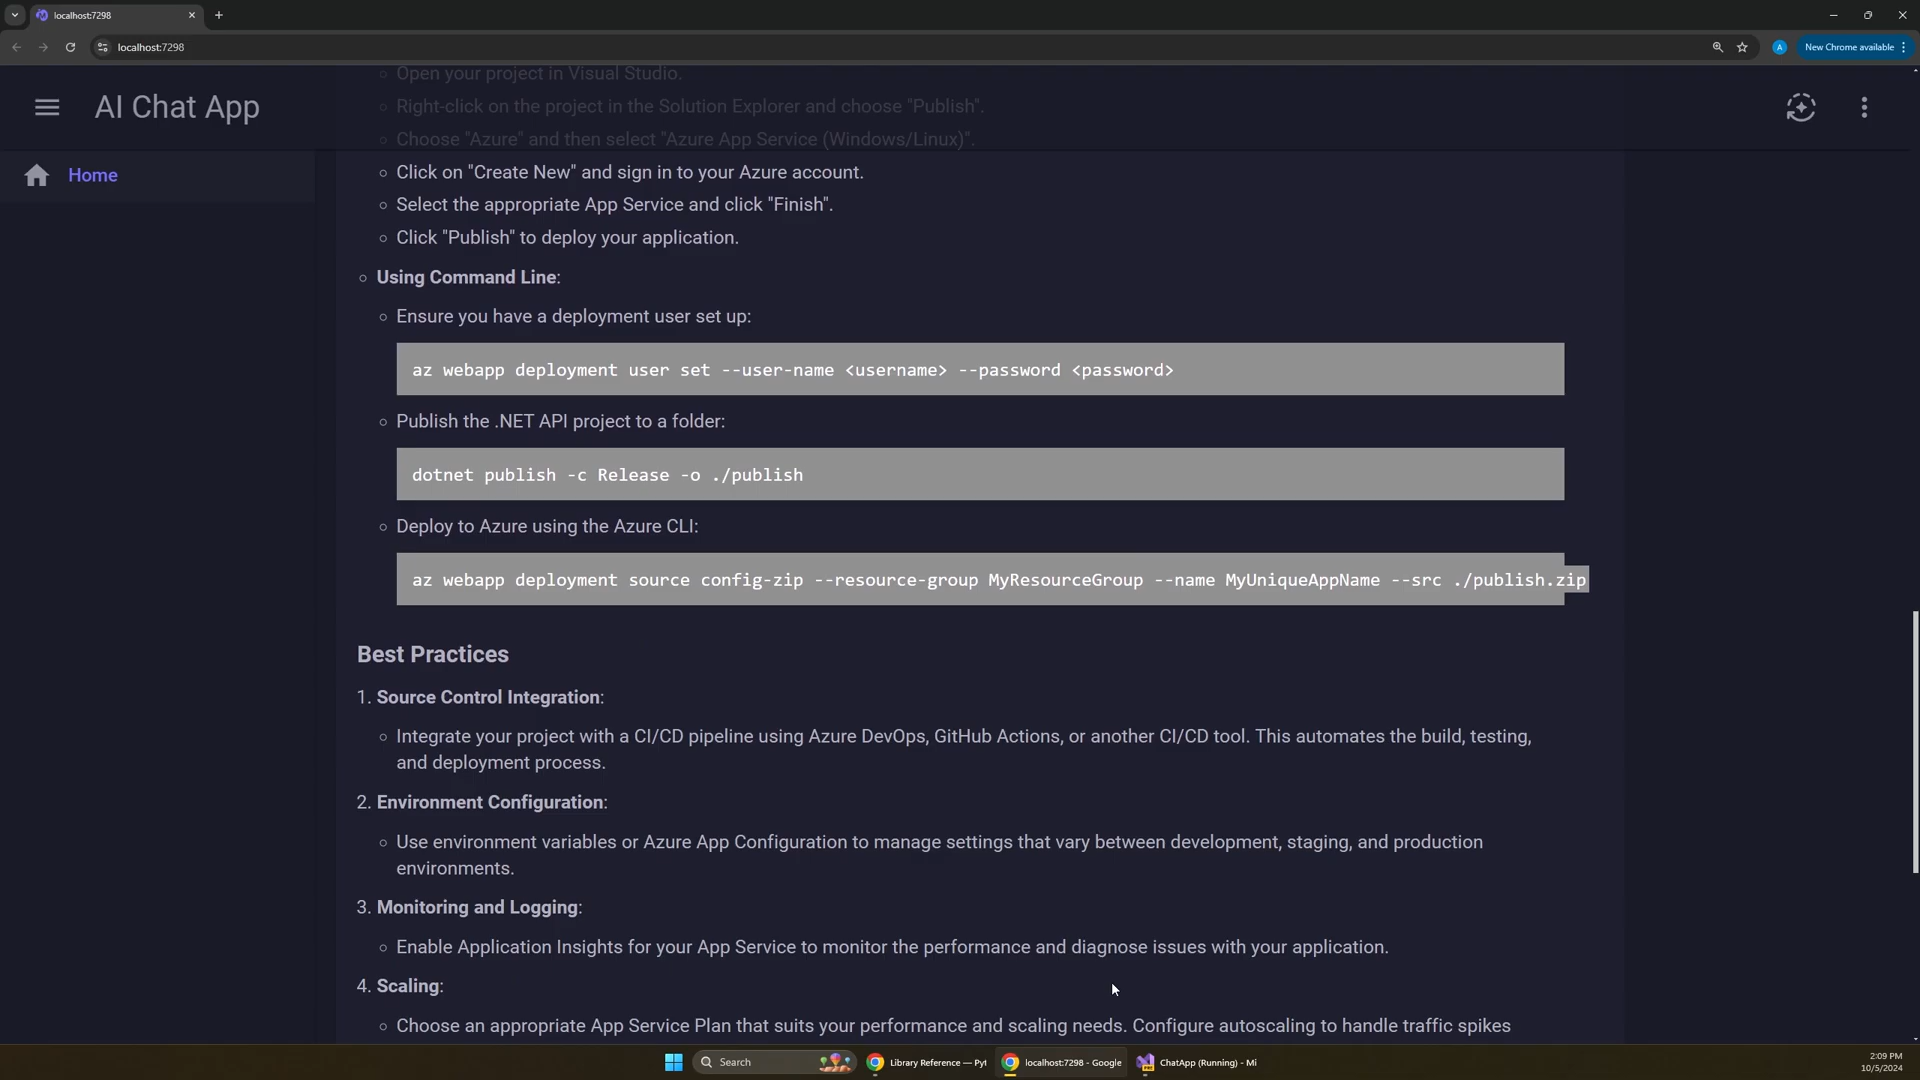 localhost:7298
localhost:7298
A
New Chrome available
Open your project in Visual Studio.
AI Chat App
Right-click on the project in the Solution Explorer and choose "Publish".
Choose "Azure" and then select "Azure App Service (Windows/Linux)".
Home
Click on "Create New" and sign in to your Azure account.
Select the appropriate App Service and click "Finish".
Click "Publish" to deploy your application.
Using Command Line:
Ensure you have a deployment user set up:
az webapp deployment user set --user-name <username> --password <password>
Publish the .NET API project to a folder:
dotnet publish -c Release -o ./publish
Deploy to Azure using the Azure CLI:
az webapp deployment source config-zip --resource-group MyResourceGroup --name MyUniqueAppName --src ./publish.zip
Best Practices
1. Source Control Integration:
Integrate your project with a CI/CD pipeline using Azure DevOps, GitHub Actions, or another CI/CD tool. This automates the build, testing,
and deployment process.
2. Environment Configuration:
Use environment variables or Azure App Configuration to manage settings that vary between development, staging, and production
environments.
3. Monitoring and Logging:
Enable Application Insights for your App Service to monitor the performance and diagnose issues with your application.
4. Scaling:
Choose an appropriate App Service Plan that suits your performance and scaling needs. Configure autoscaling to handle traffic spikes
Search
Library Reference — Pyt
localhost:7298 - Google
ChatApp (Running) - Mi
2:09 PM
10/5/2024